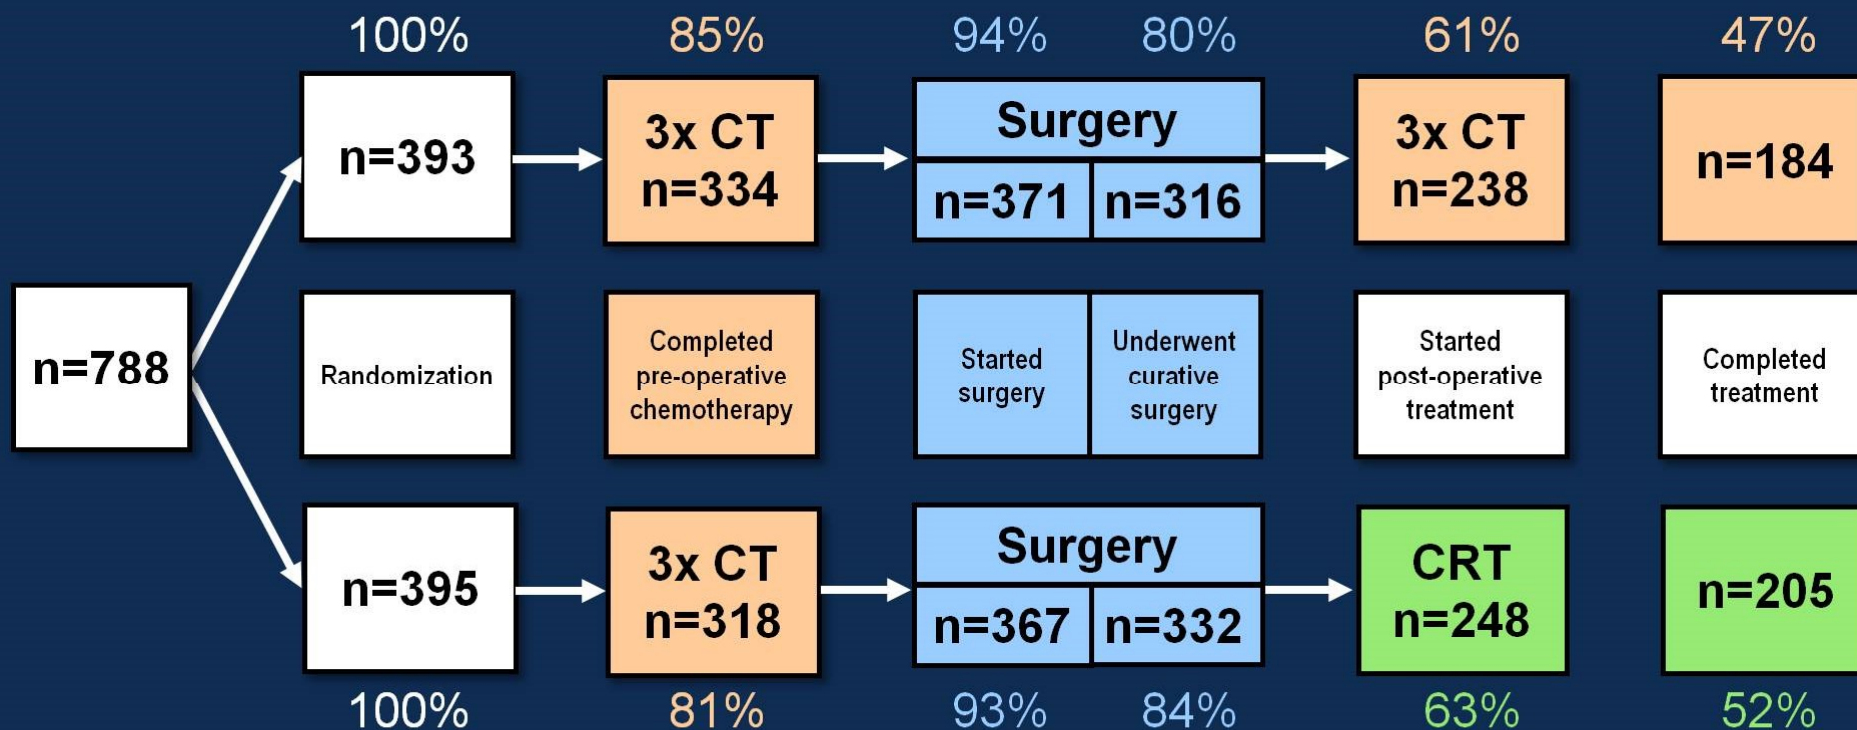 100% 85% 94% 80% 61% 47%
n=393
3x CT
n=334
Surgery
n=371 n=316
3x CT
n=238
n=184
n=788
Randomization
Completed
pre-operative
chemotherapy
Started
surgery
Underwent
curative
surgery
Started
post-operative
treatment
Completed
treatment
n=395
3x CT
n=318
Surgery
n=367 n=332
CRT
n=248
n=205
100% 81% 93% 84% 63% 52%